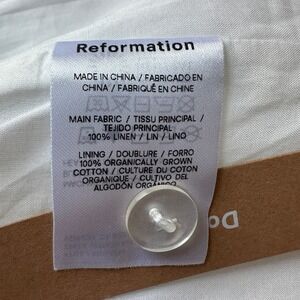 Reformation
MADE IN CHINA / FABRICADO EN
CHINA / FABRIQUÉ EN CHINE
MAIN FABRIC / TISSU PRINCIPAL /
TEJIDO PRINCIPAL
100% LINEN / LIN / LINO
LINING / DOUBLURE / FORRO
100% ORGANICALLY GROWN
COTTON / CULTURE DU COTON
ORGANIQUE / CULTIVO DEL
ALGODÓN ORGÁNICO
Do